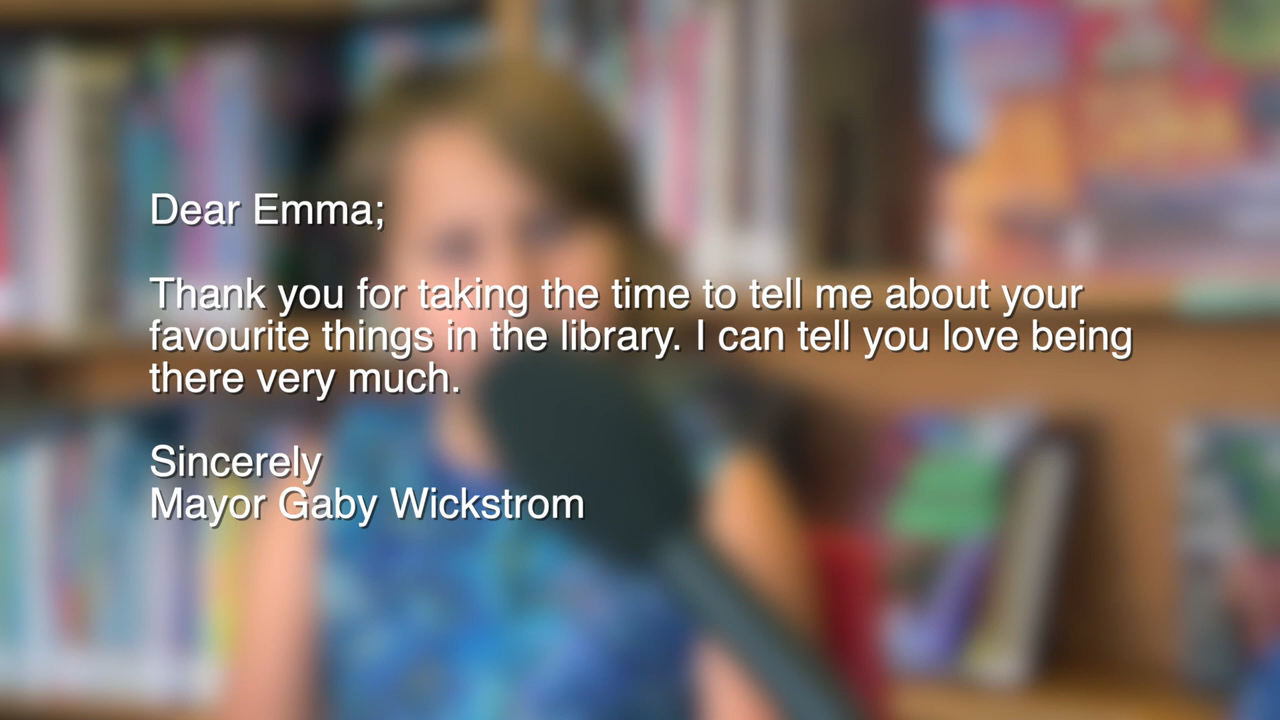 Dear Emma;
Thank you for taking the time to tell me about your
favourite things in the library. I can tell you love being
there very much.
Sincerely
Mayor Gaby Wickstrom